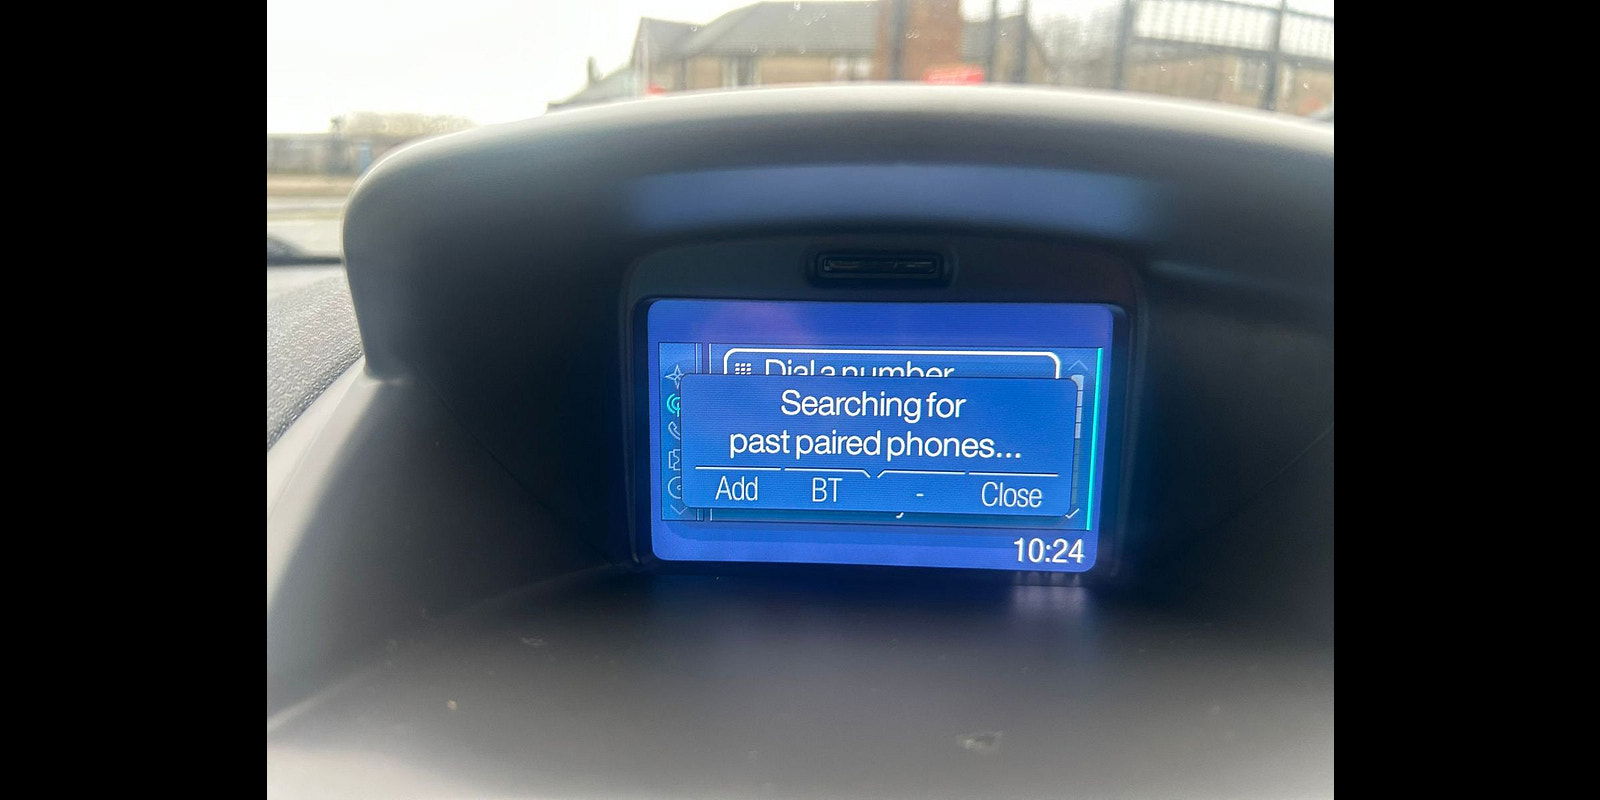 Dial a number
Searching for
past paired phones...
Add BT - Close
10:24